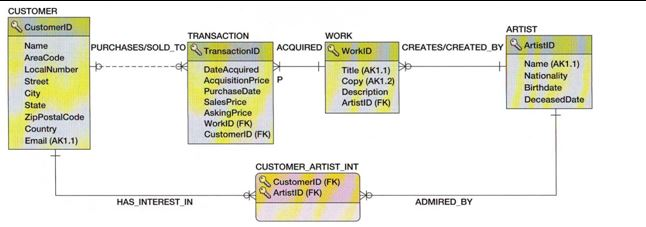 CUSTOMER
CustomerID
Name
AreaCode
LocalNumber
Street
City
State
ZipPostalCode
Country
Email (AK1.1)
PURCHASES/SOLD_TO
TRANSACTION
TransactionID
DateAcquired
AcquisitionPrice
PurchaseDate
SalesPrice
AskingPrice
WorkID (FK)
CustomerID (FK)
ACQUIRED
P
WORK
WorkID
Title (AK1.1)
Copy (AK1.2)
Description
ArtistID (FK)
CREATES/CREATED_BY
ARTIST
ArtistID
Name (AK1.1)
Nationality
Birthdate
DeceasedDate
CUSTOMER_ARTIST_INT
CustomerID (FK)
ArtistID (FK)
HAS_INTEREST_IN
ADMIRED_BY